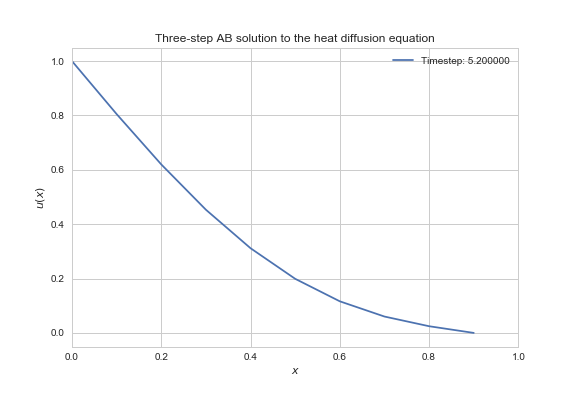 Three-step AB solution to the heat diffusion equation
Timestep: 5.200000
1.0
0.8
0.6
0.4
0.2
0.0
u(x)
0.0 0.2 0.4 0.6 0.8 1.0
x